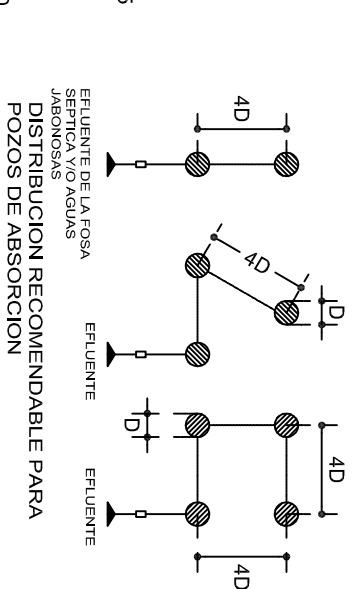 4D
4D
D
4D
4D
D
EFLUENTE DE LA FOSA
SEPTICA Y/O AGUAS
JABONOSAS
EFLUENTE
EFLUENTE
DISTRIBUCION RECOMENDABLE PARA
POZOS DE ABSORCION